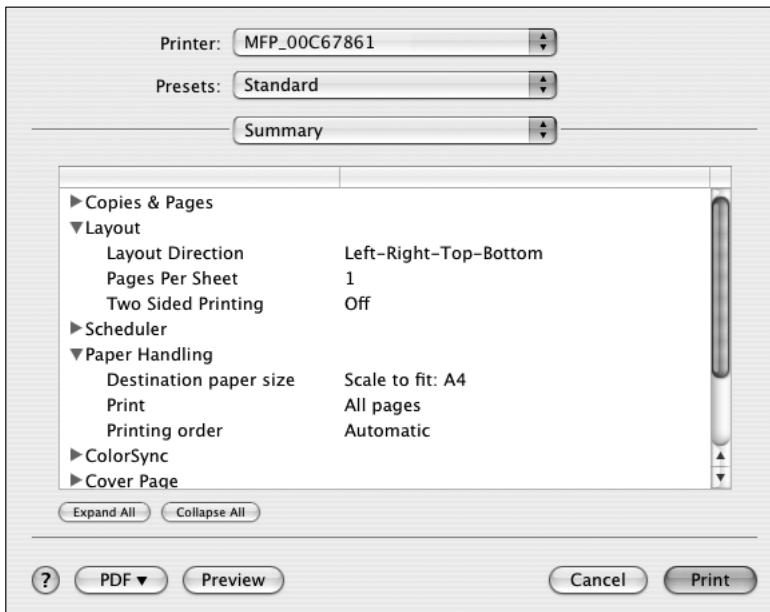 Printer: MFP_00C67861
Presets: Standard
Summary
Copies & Pages
Layout
Layout Direction Left-Right-Top-Bottom
Pages Per Sheet 1
Two Sided Printing Off
Scheduler
Paper Handling
Destination paper size Scale to fit: A4
Print All pages
Printing order Automatic
ColorSync
Cover Page
Expand All Collapse All
? PDF Preview Cancel Print